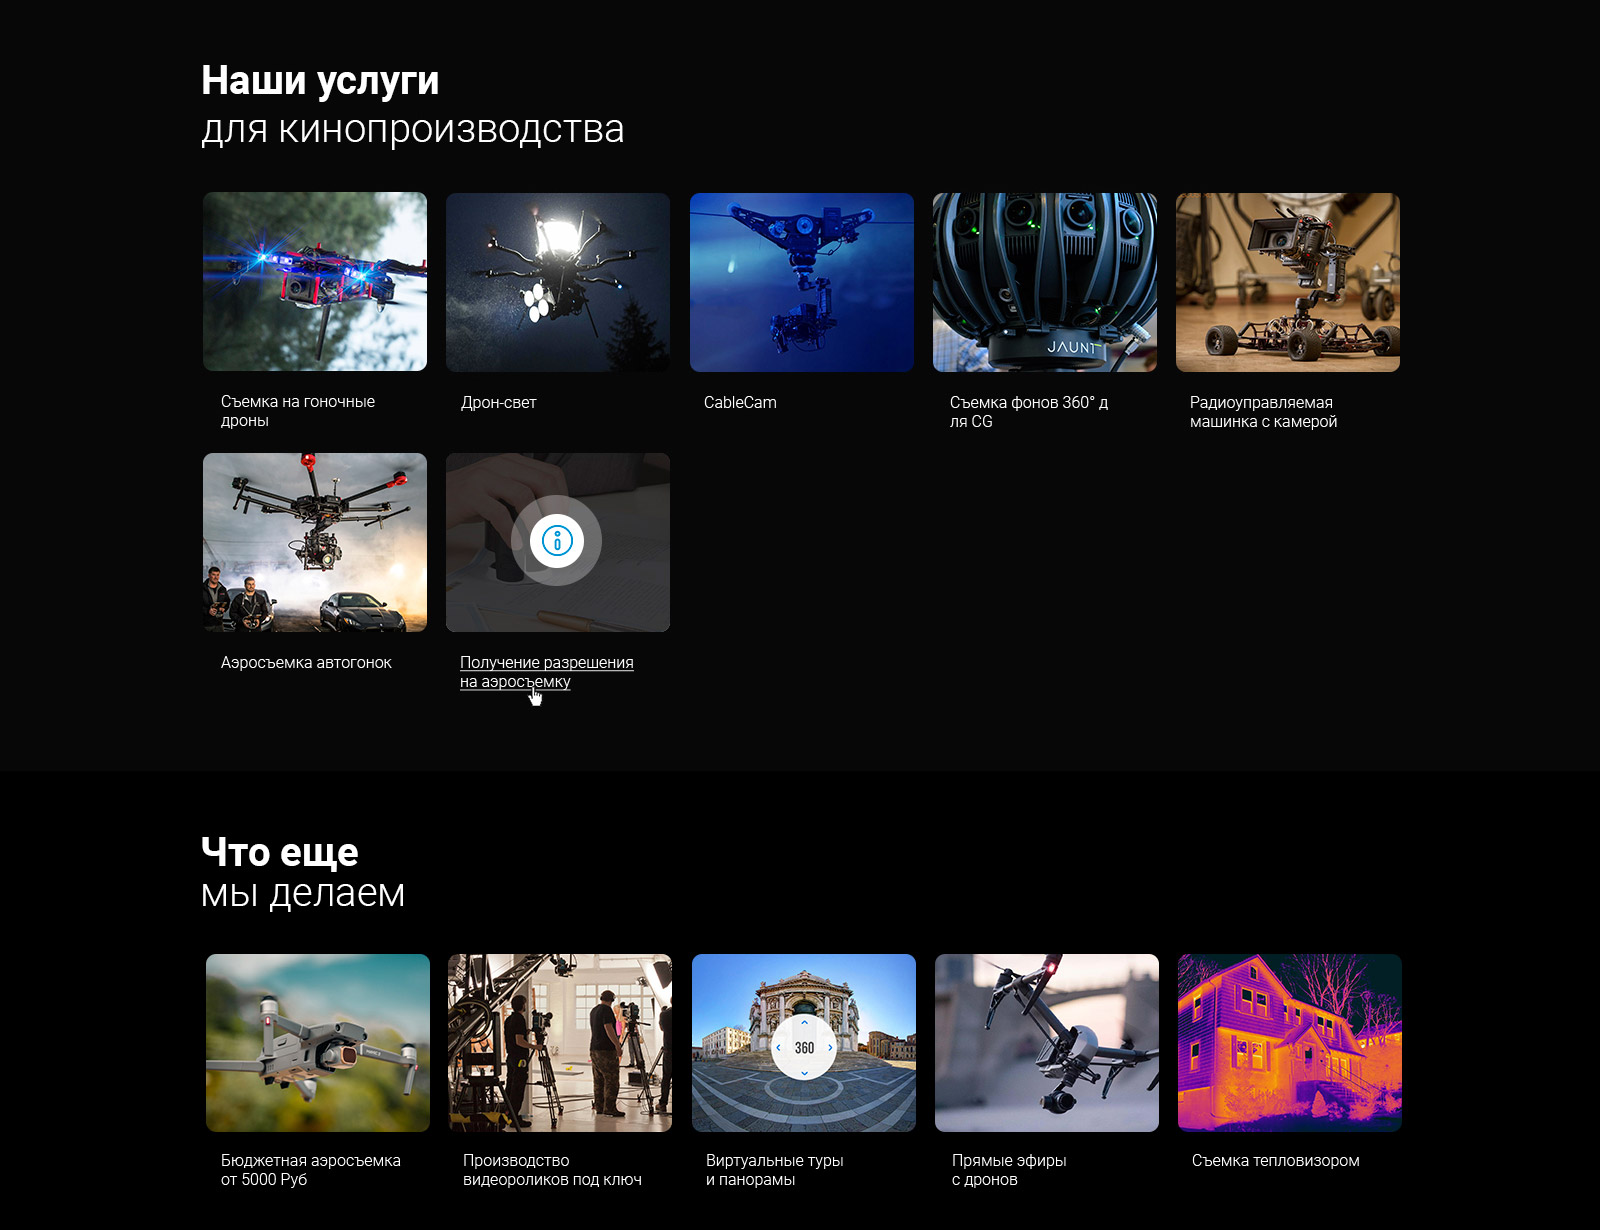 Наши услуги
для кинопроизводства
JAUNT
Съемка на гоночные
дроны
Дрон-свет
CableCam
Съемка фонов 360° д
ля CG
Радиоуправляемая
машинка с камерой
Аэросъемка автогонок
Получение разрешения
на аэросъемку
Что еще
мы делаем
360
Бюджетная аэросъемка
от 5000 Руб
Производство
видеороликов под ключ
Виртуальные туры
и панорамы
Прямые эфиры
с дронов
Съемка тепловизором